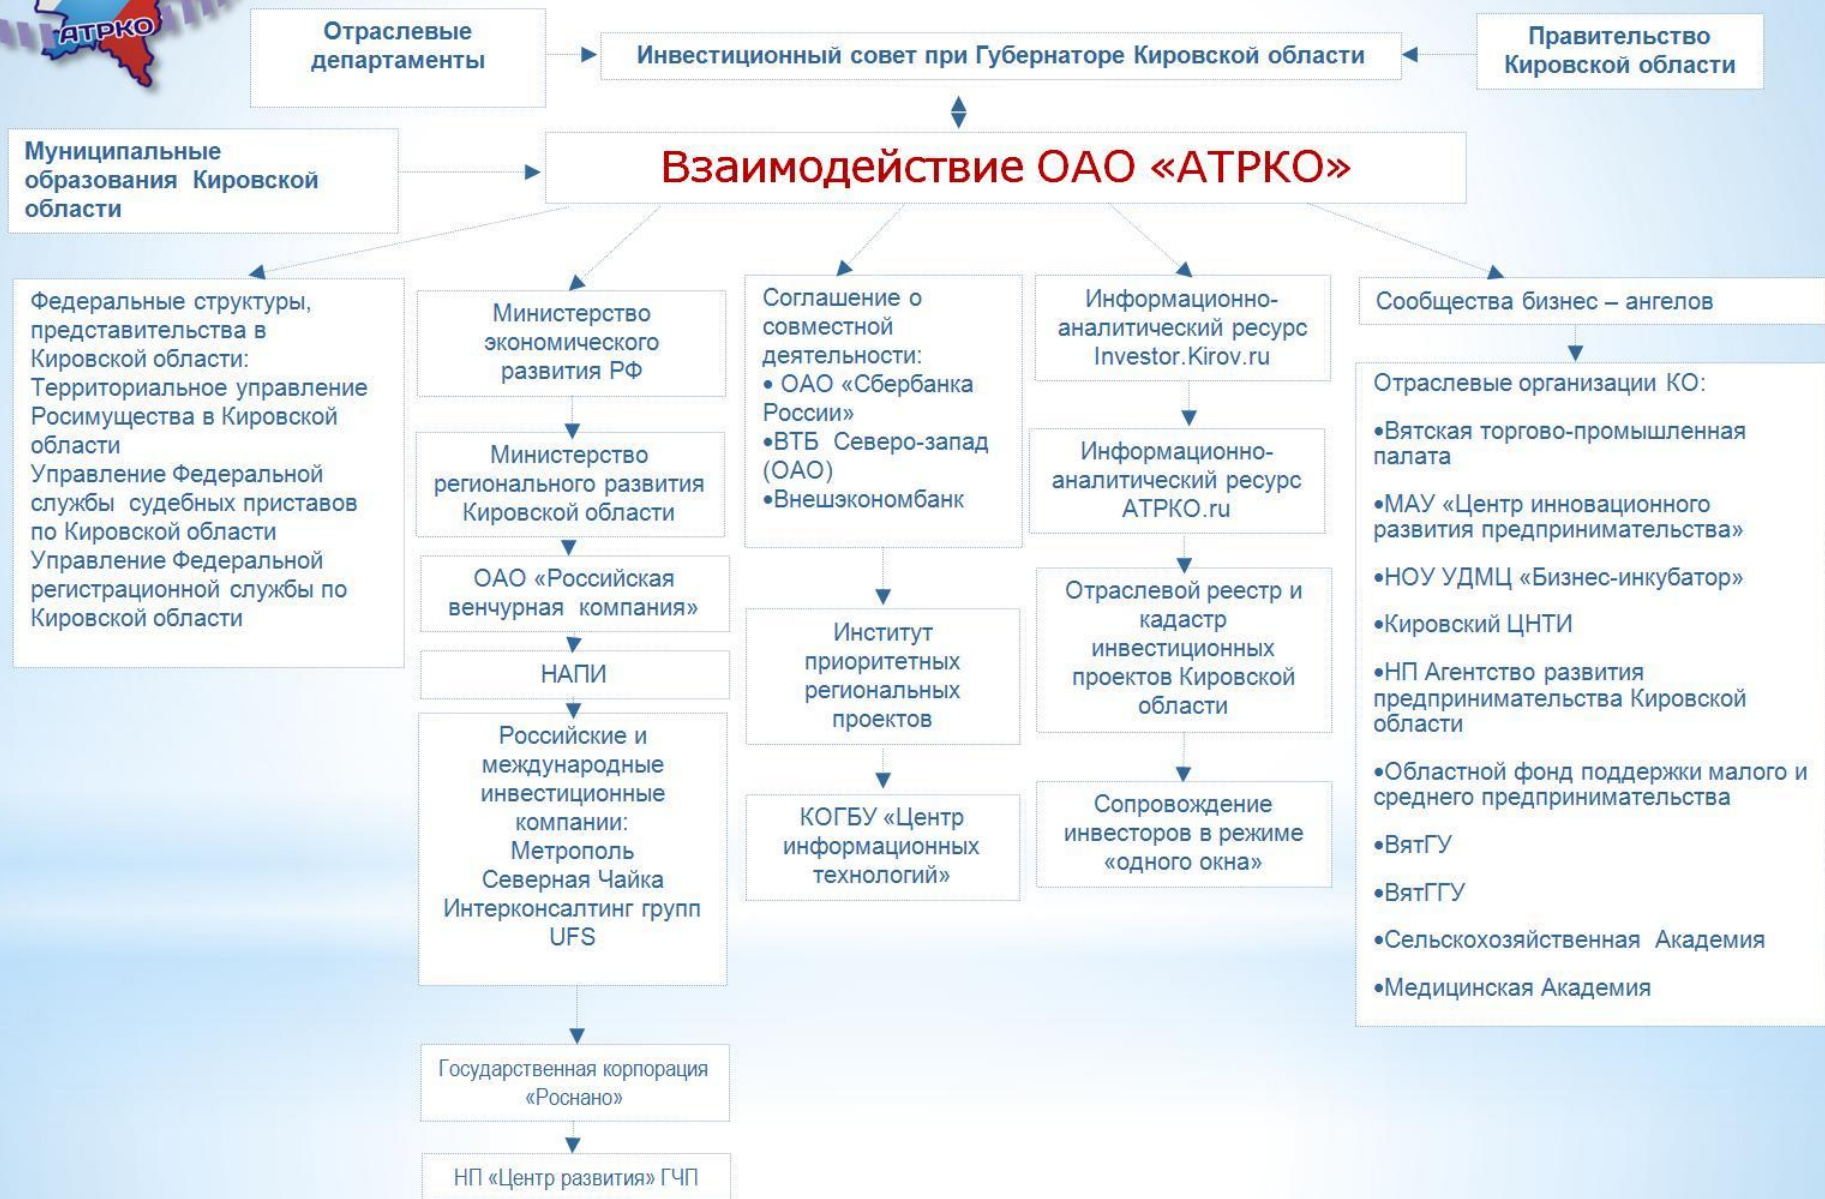 АТРКО
Отраслевые
департаменты
Инвестиционный совет при Губернаторе Кировской области
Правительство
Кировской области
Муниципальные
образования Кировской
области
Взаимодействие ОАО «АТРКО»
Федеральные структуры,
представительства в
Кировской области:
Территориальное управление
Росимущества в Кировской
области
Управление Федеральной
службы судебных приставов
по Кировской области
Управление Федеральной
регистрационной службы по
Кировской области
Министерство
экономического
развития РФ
Министерство
регионального развития
Кировской области
ОАО «Российская
венчурная компания»
НАПИ
Российские и
международные
инвестиционные
компании:
Метрополь
Северная Чайка
Интерконсалтинг групп
UFS
Государственная корпорация
«Роснано»
НП «Центр развития» ГЧП
Соглашение о
совместной
деятельности:
• ОАО «Сбербанка
России»
•ВТБ Северо-запад
(ОАО)
•Внешэкономбанк
Институт
приоритетных
региональных
проектов
КОГБУ «Центр
информационных
технологий»
Информационно-
аналитический ресурс
Investor.Kirov.ru
Информационно-
аналитический ресурс
АТРКО.ru
Отраслевой реестр и
кадастр
инвестиционных
проектов Кировской
области
Сопровождение
инвесторов в режиме
«одного окна»
Сообщества бизнес – ангелов
Отраслевые организации КО:
•Вятская торгово-промышленная
палата
•МАУ «Центр инновационного
развития предпринимательства»
•НОУ УДМЦ «Бизнес-инкубатор»
•Кировский ЦНТИ
•НП Агентство развития
предпринимательства Кировской
области
•Областной фонд поддержки малого и
среднего предпринимательства
•ВятГУ
•ВятГГУ
•Сельскохозяйственная Академия
•Медицинская Академия